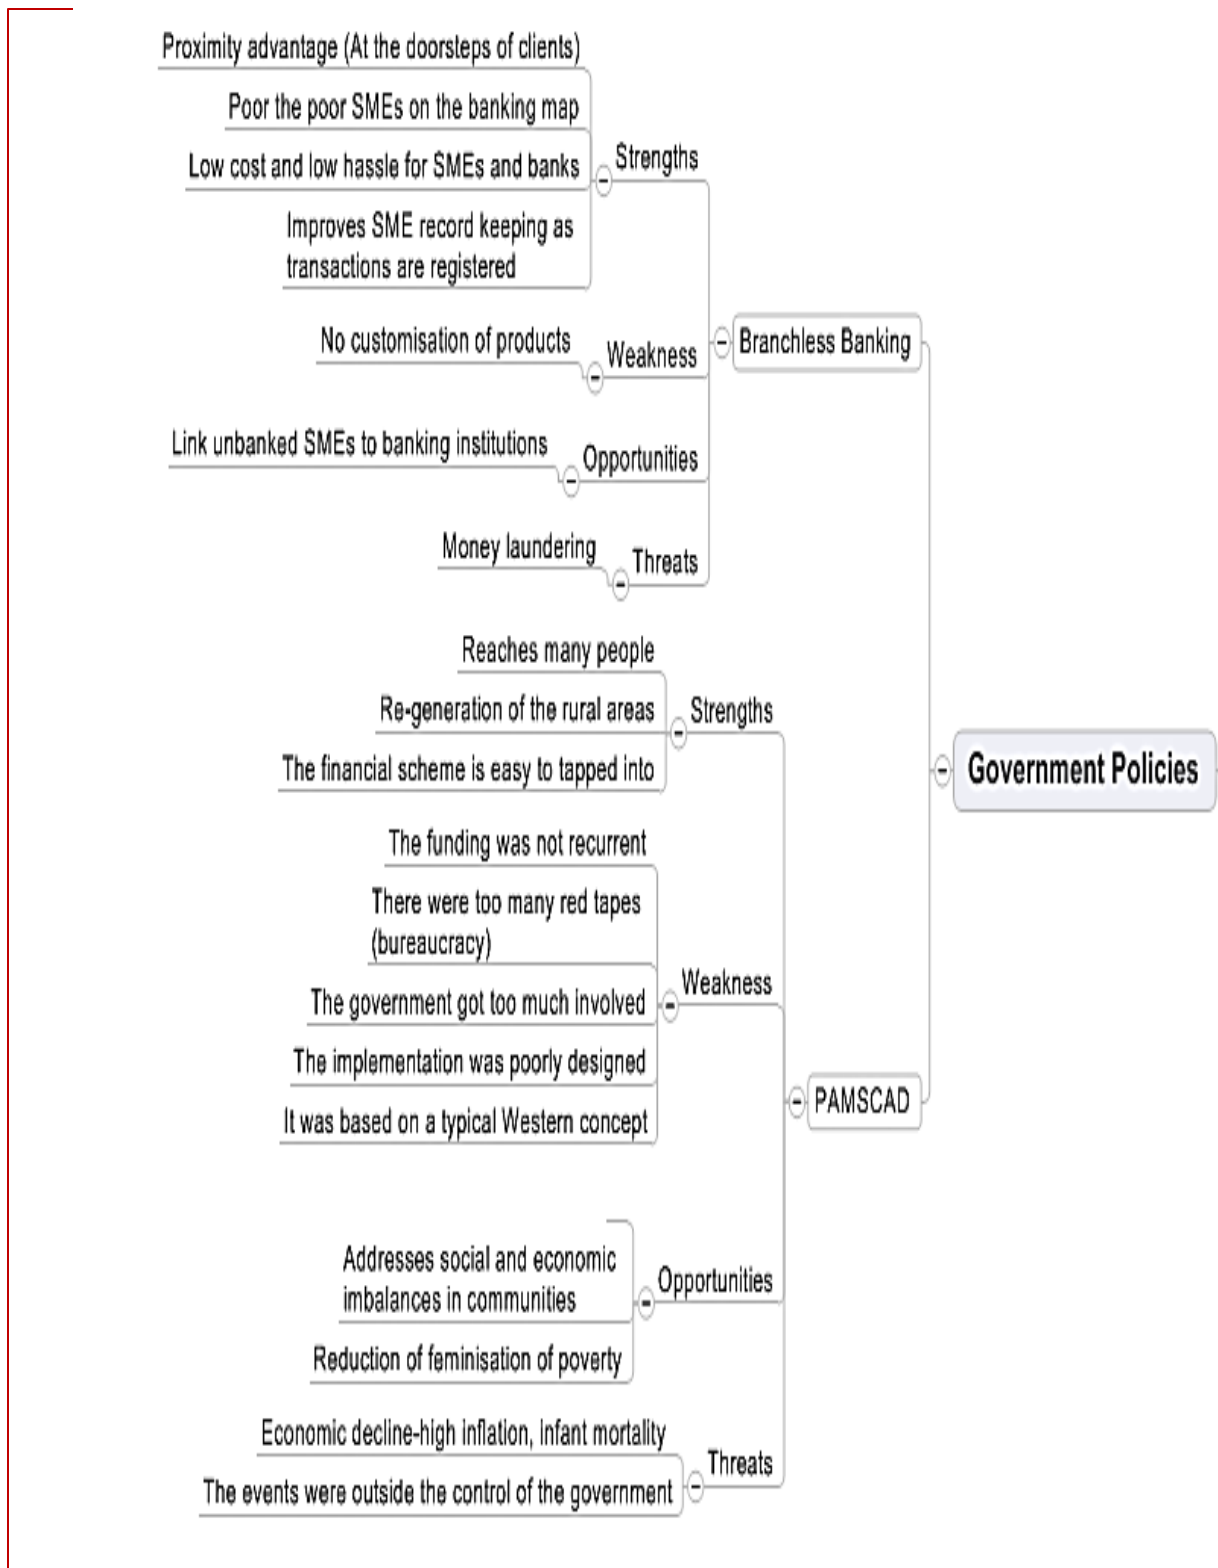 Proximity advantage (At the doorsteps of clients)
Poor the poor SMEs on the banking map
Low cost and low hassle for SMEs and banks
Improves SME record keeping as
transactions are registered
Strengths
No customisation of products
Weakness
Link unbanked SMEs to banking institutions
Opportunities
Money laundering
Threats
Branchless Banking
Reaches many people
Re-generation of the rural areas
The financial scheme is easy to tapped into
Strengths
The funding was not recurrent
There were too many red tapes
(bureaucracy)
The government got too much involved
The implementation was poorly designed
It was based on a typical Western concept
Weakness
Addresses social and economic
imbalances in communities
Reduction of feminisation of poverty
Opportunities
Economic decline-high inflation, infant mortality
The events were outside the control of the government
Threats
PAMSCAD
Government Policies